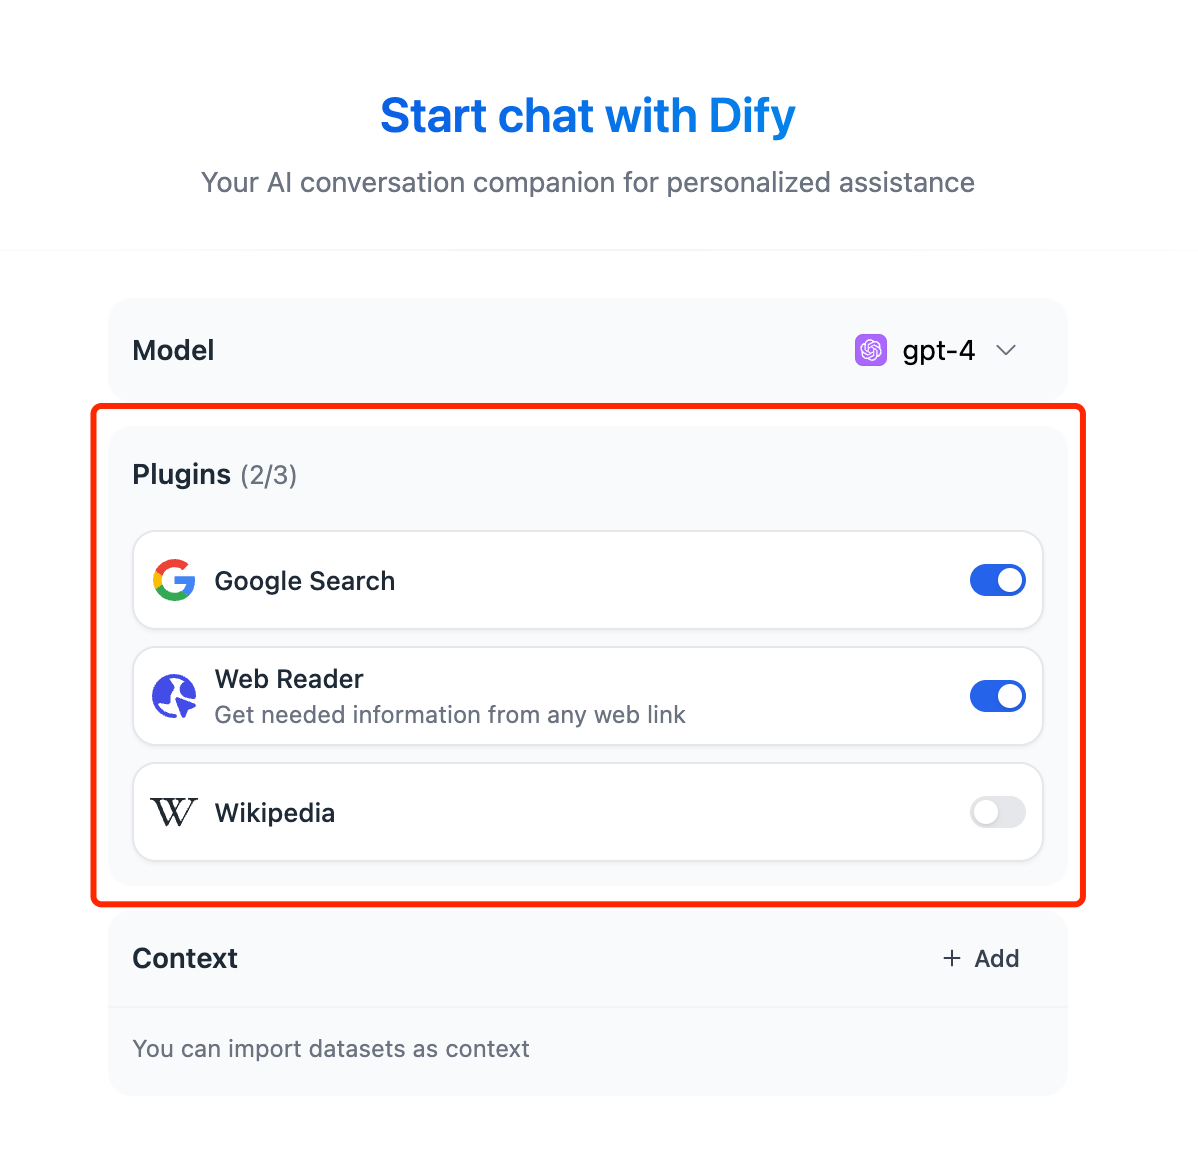 Start chat with Dify
Your AI conversation companion for personalized assistance
Model
gpt-4
Plugins (2/3)
Google Search
Web Reader
Get needed information from any web link
Wikipedia
Context
+ Add
You can import datasets as context